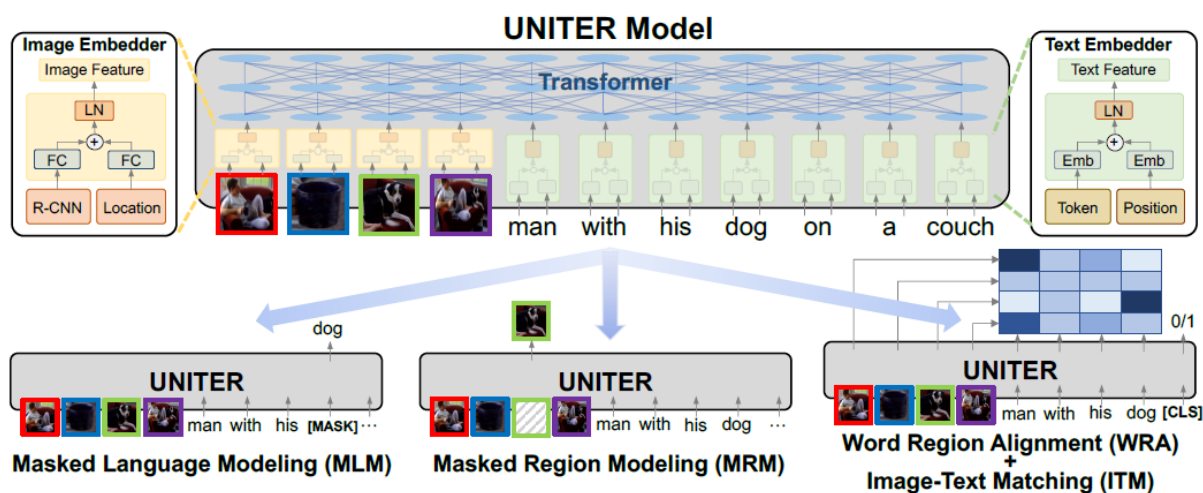 UNITER Model
Image Embedder
Image Feature
LN
+
FC
FC
R-CNN
Location
Transformer
man with his dog on a couch
Text Embedder
Text Feature
LN
+
Emb
Emb
Token
Position
dog
UNITER
man with his [MASK] ...
Masked Language Modeling (MLM)
UNITER
man with his dog ...
Masked Region Modeling (MRM)
0/1
UNITER
man with his dog [CLS]
Word Region Alignment (WRA)
+
Image-Text Matching (ITM)